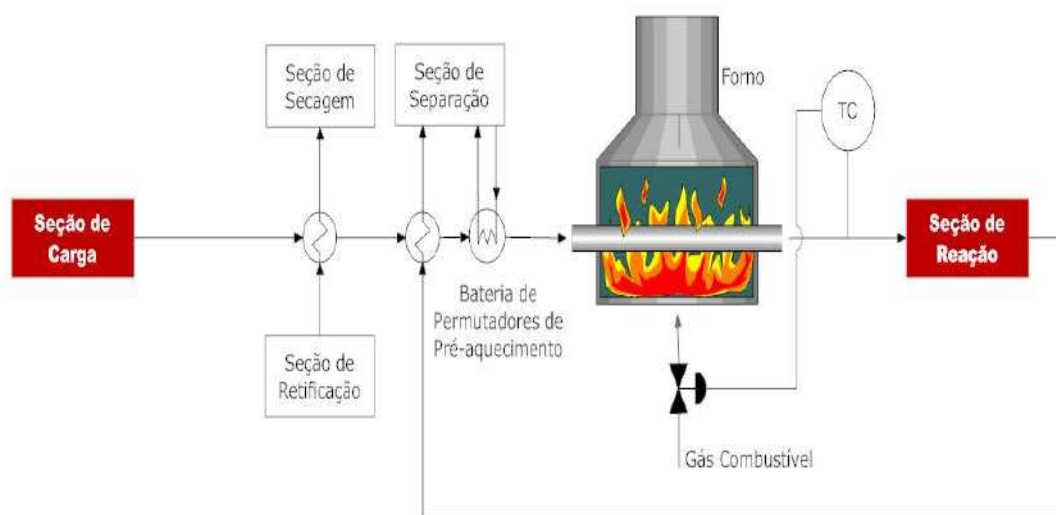 Seção de
Secagem
Seção de
Separação
Forno
TC
Seção de
Carga
Seção de
Reação
Bateria de
Permutadores de
Pré-aquecimento
Seção de
Retificação
Gás Combustível